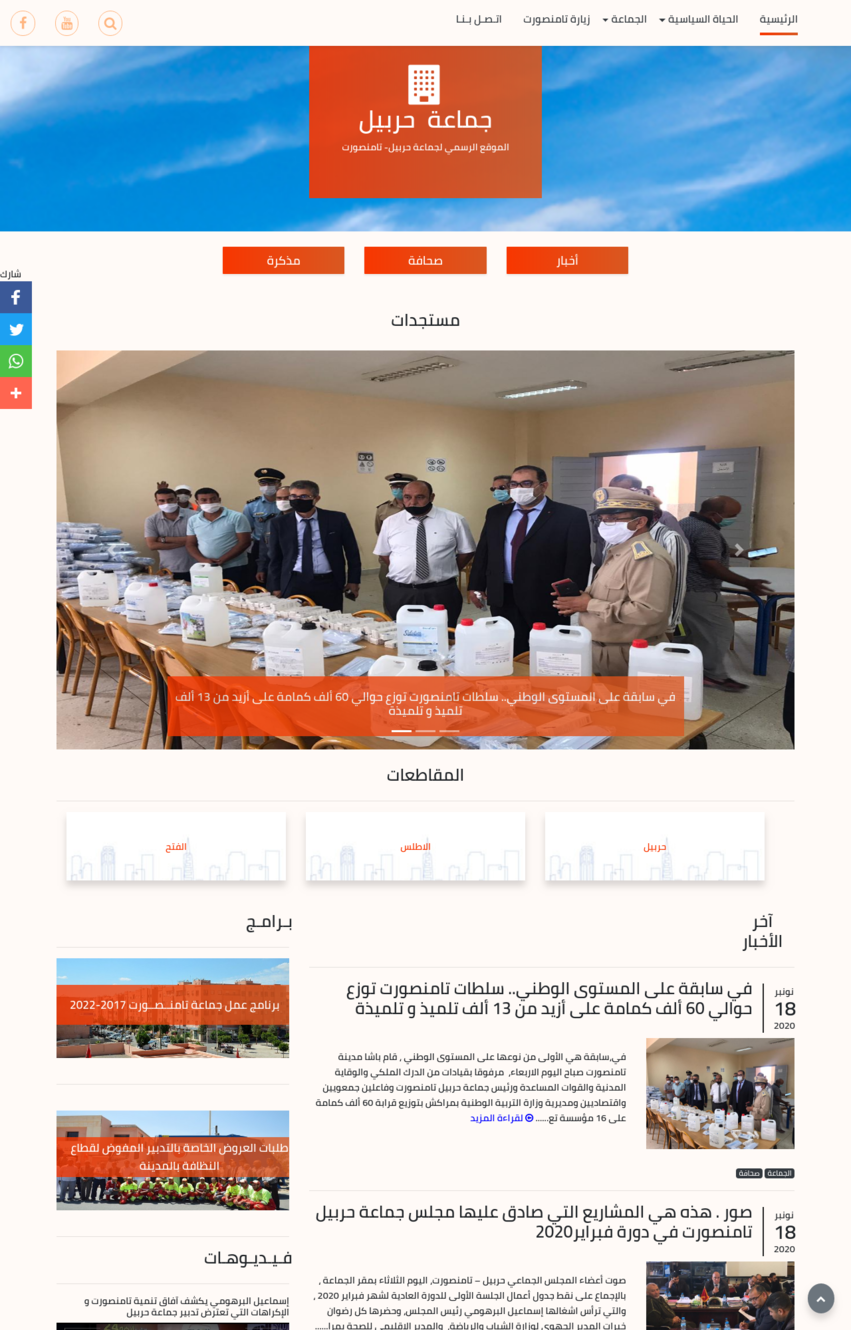 الرئيسية
الحياة السياسية
الجماعة
زيارة تامنصورت
اتـصـل بـنـا
جماعة حربيل
الموقع الرسمي لجماعة حربيل- تامنصورت
أخبار
صحافة
مذكرة
شارك
مستجدات
في سابقة على المستوى الوطني.. سلطات تامنصورت توزع حوالي 60 ألف كمامة على أزيد من 13 ألف
تلميذ و تلميذة
المقاطعات
حربيل
الاطلس
الفتح
آخر
الأخبار
نونبر
18
2020
في سابقة على المستوى الوطني.. سلطات تامنصورت توزع
حوالي 60 ألف كمامة على أزيد من 13 ألف تلميذ و تلميذة
في,سابقة هي الأولى من نوعها على المستوى الوطني , قام باشا مدينة
تامنصورت صباح اليوم الاربعاء, مرفوقا بقيادات من الدرك الملكي والوقاية
المدنية والقوات المساعدة ورئيس جماعة حربيل تامنصورت وفاعلين جمعويين
واقتصاديين ومديرية وزارة التربية الوطنية بمراكش بتوزيع قرابة 60 ألف كمامة
على 16 مؤسسة تع...... لقراءة المزيد
الجماعة صحافة
نونبر
18
2020
صور . هذه هي المشاريع التي صادق عليها مجلس جماعة حربيل
تامنصورت في دورة فبراير2020
صوت أعضاء المجلس الجماعي حربيل – تامنصورت, اليوم الثلاثاء بمقر الجماعة ,
بالإجماع على نقط جدول أعمال الجلسة الأولى للدورة العادية لشهر فبراير 2020 ,
والتي ترأس اشغالها إسماعيل البرهومي رئيس المجلس, وحضرها كل رضوان
خيرات المدير الجهوي لوزارة الشباب والرياضة, والمدير الاقليمي للصحة بمرا......
بـرامـج
برنامج عمل جماعة تامنــصــورت 2017-2022
طلبات العروض الخاصة بالتدبير المفوض لقطاع
النظافة بالمدينة
فـيـديـوهـات
إسماعيل البرهومي يكشف آفاق تنمية تامنصورت و
الإكراهات التي تعترض تدبير جماعة حربيل